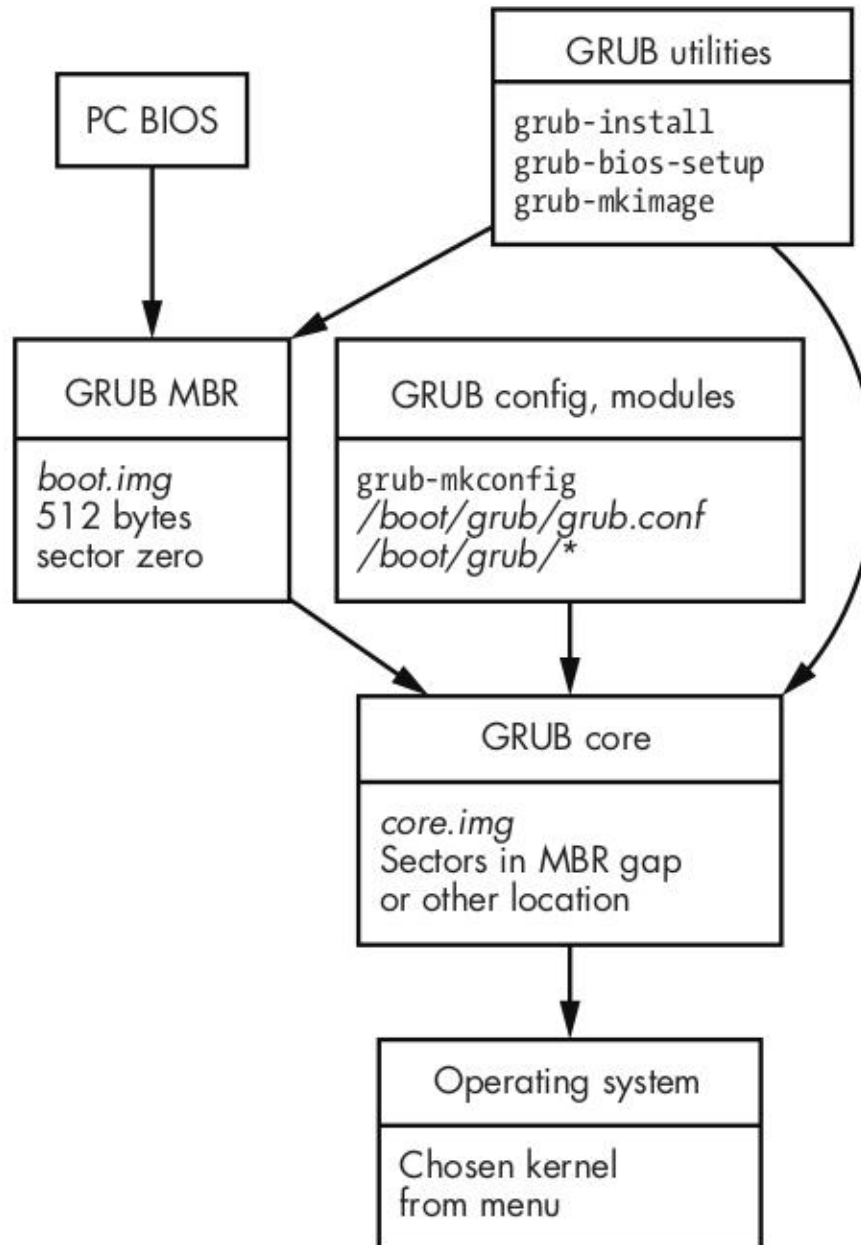 GRUB utilities
grub-install
grub-bios-setup
grub-mkimage
PC BIOS
GRUB MBR
boot.img
512 bytes
sector zero
GRUB config, modules
grub-mkconfig
/boot/grub/grub.conf
/boot/grub/*
GRUB core
core.img
Sectors in MBR gap
or other location
Operating system
Chosen kernel
from menu